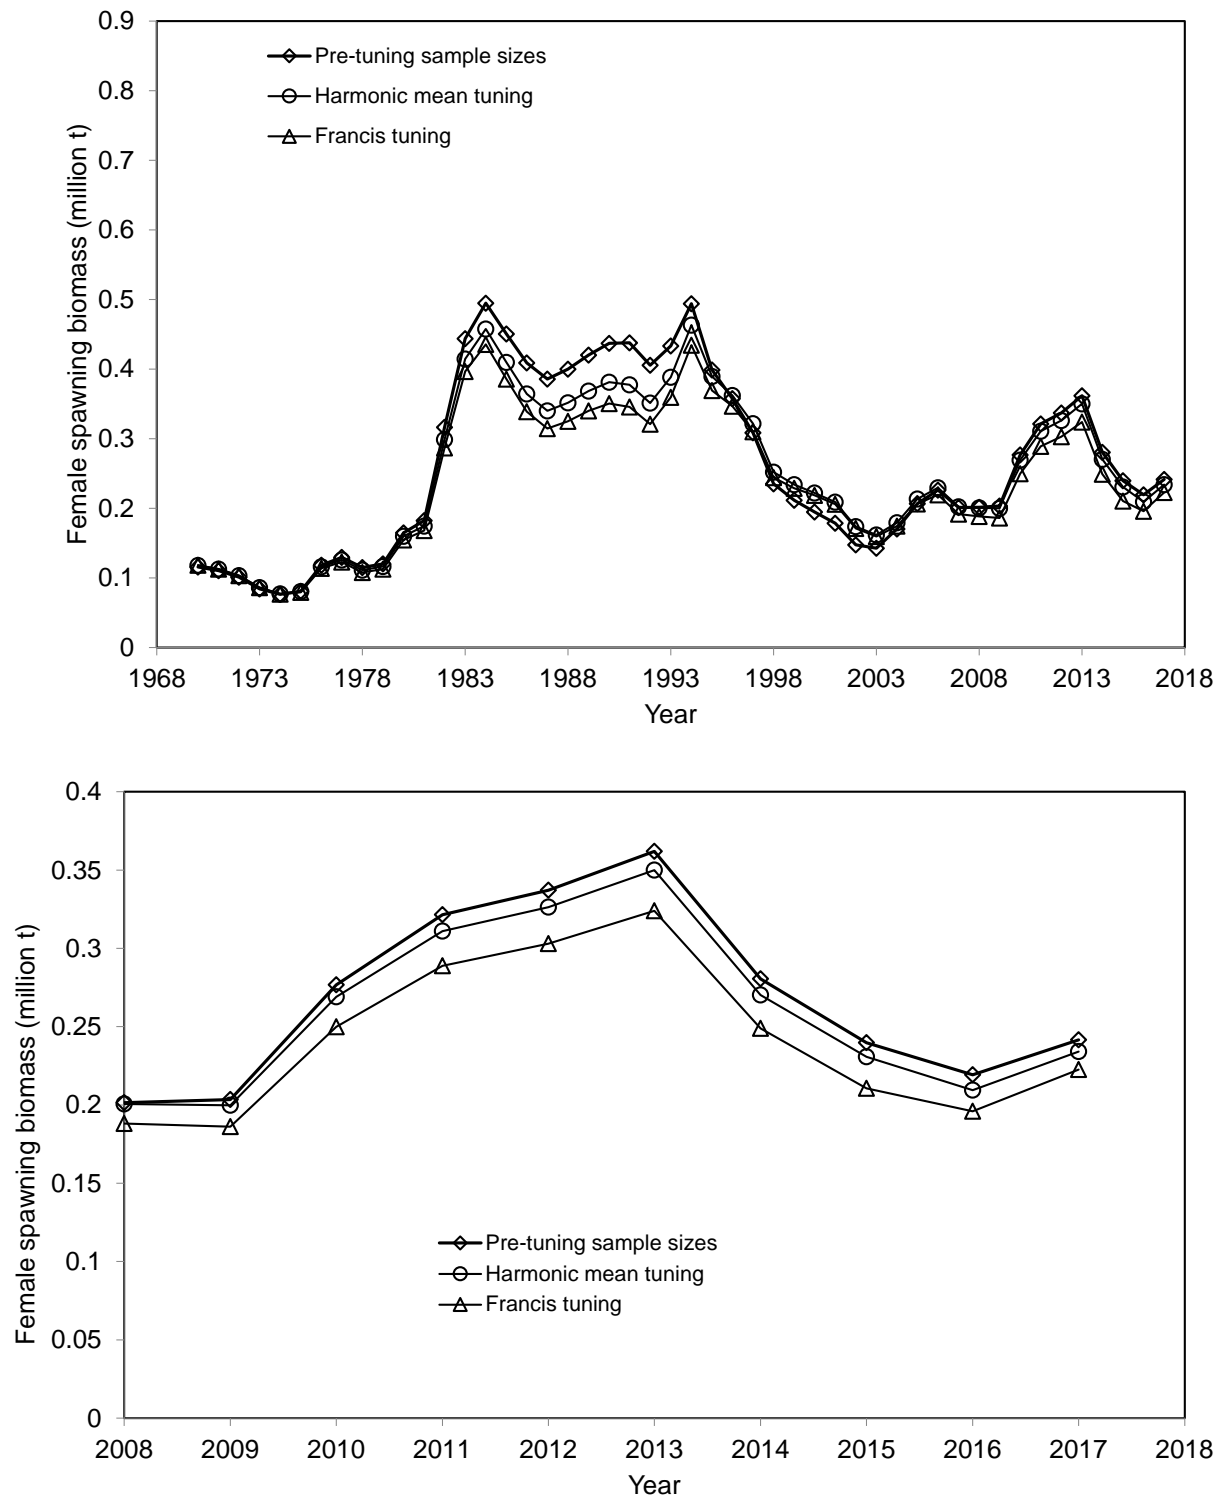 0.9
0.8
0.7
0.6
0.5
0.4
0.3
0.2
0.1
0
Female spawning biomass (million t)
Pre-tuning sample sizes
Harmonic mean tuning
Francis tuning
1968 1973 1978 1983 1988 1993 1998 2003 2008 2013 2018
Year
0.4
0.35
0.3
0.25
0.2
0.15
0.1
0.05
0
Female spawning biomass (million t)
Pre-tuning sample sizes
Harmonic mean tuning
Francis tuning
2008 2009 2010 2011 2012 2013 2014 2015 2016 2017 2018
Year